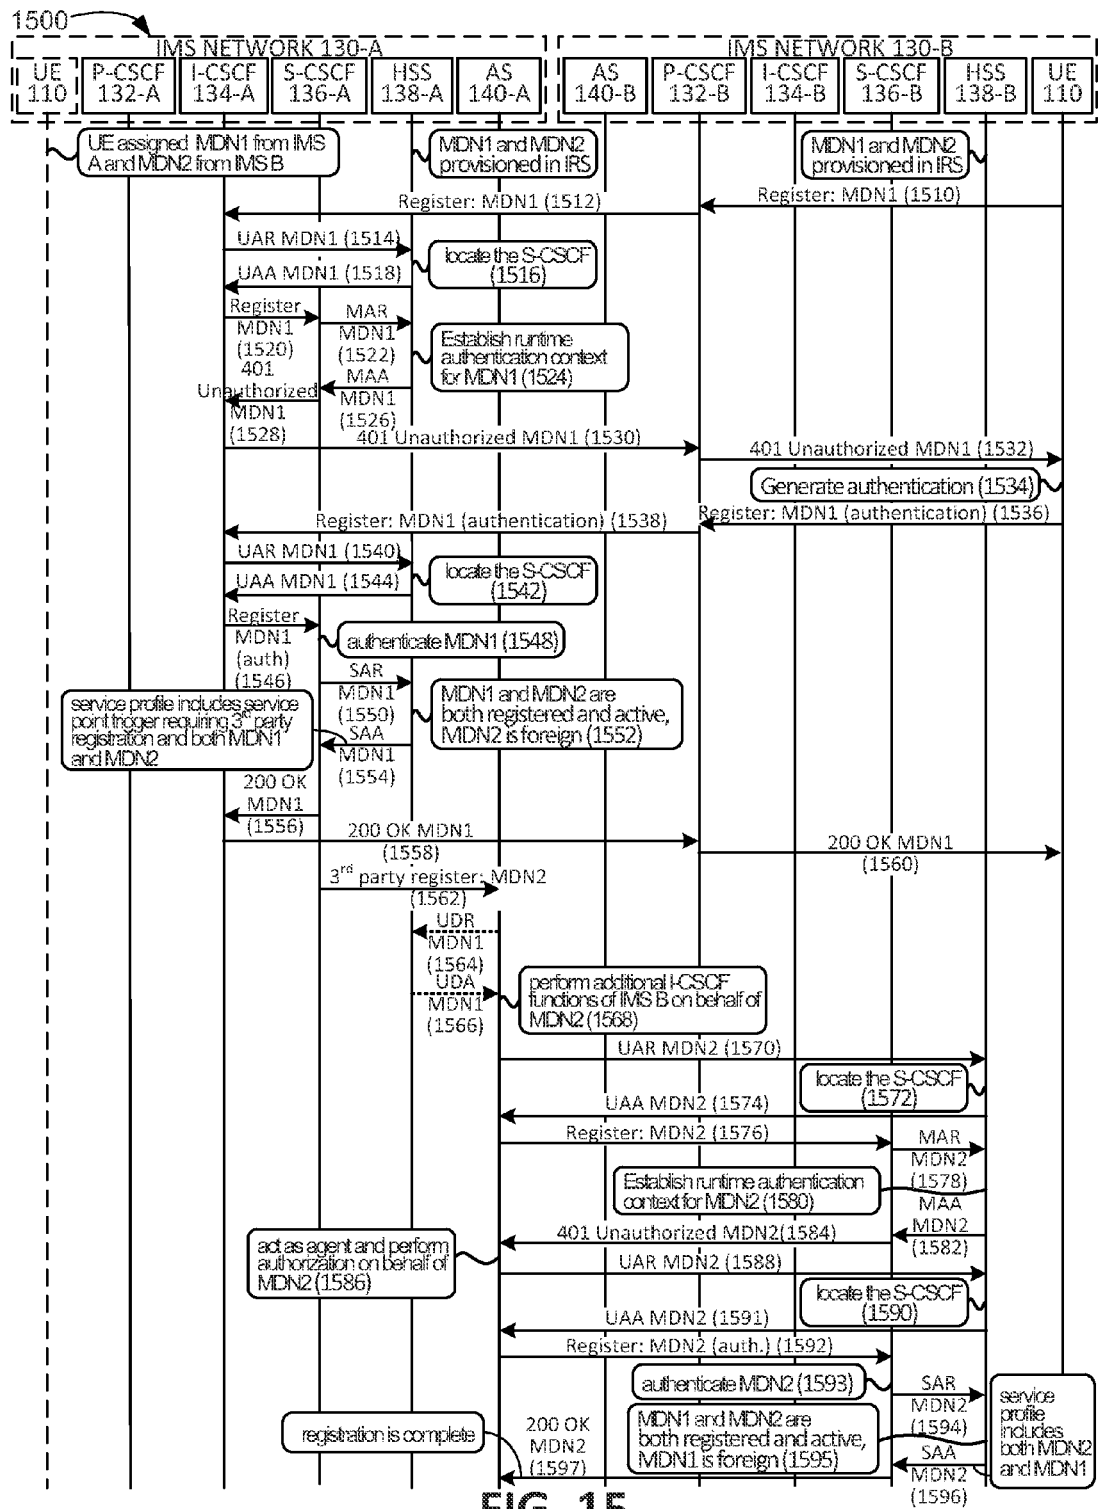 1500
IMS NETWORK 130-A
IMS NETWORK 130-B
UE
110
P-CSCF
132-A
I-CSCF
134-A
S-CSCF
136-A
HSS
138-A
AS
140-A
AS
140-B
P-CSCF
132-B
I-CSCF
134-B
S-CSCF
136-B
HSS
138-B
UE
110
UE assigned MDN1 from IMS
A and MDN2 from IMS B
MDN1 and MDN2
provisioned in IRS
MDN1 and MDN2
provisioned in IRS
Register: MDN1 (1510)
Register: MDN1 (1512)
UAR MDN1 (1514)
locate the S-CSCF
(1516)
UAA MDN1 (1518)
Register
MDN1
(1520)
MAR
MDN1
(1522)
Establish runtime
authentication context
for MDN1 (1524)
MAA
MDN1
(1526)
401
Unauthorized
MDN1
(1528)
401 Unauthorized MDN1 (1530)
401 Unauthorized MDN1 (1532)
Generate authentication (1534)
Register: MDN1 (authentication) (1536)
Register: MDN1 (authentication) (1538)
UAR MDN1 (1540)
locate the S-CSCF
(1542)
UAA MDN1 (1544)
Register
MDN1
(auth)
(1546)
authenticate MDN1 (1548)
SAR
MDN1
(1550)
MDN1 and MDN2 are
both registered and active,
MDN2 is foreign (1552)
service profile includes service
point trigger requiring 3rd party
registration and both MDN1
and MDN2
SAA
MDN1
(1554)
200 OK
MDN1
(1556)
200 OK MDN1
(1558)
200 OK MDN1
(1560)
3rd party register: MDN2
(1562)
UDR
MDN1
(1564)
UDA
MDN1
(1566)
perform additional I-CSCF
functions of IMS B on behalf of
MDN2 (1568)
UAR MDN2 (1570)
locate the S-CSCF
(1572)
UAA MDN2 (1574)
Register: MDN2 (1576)
MAR
MDN2
(1578)
Establish runtime authentication
context for MDN2 (1580)
MAA
MDN2
(1582)
401 Unauthorized MDN2(1584)
act as agent and perform
authorization on behalf of
MDN2 (1586)
UAR MDN2 (1588)
locate the S-CSCF
(1590)
UAA MDN2 (1591)
Register: MDN2 (auth.) (1592)
authenticate MDN2 (1593)
SAR
MDN2
(1594)
MDN1 and MDN2 are
both registered and active,
MDN1 is foreign (1595)
service
profile
includes
both MDN2
and MDN1
SAA
MDN2
(1596)
200 OK
MDN2
(1597)
registration is complete
FIG. 15